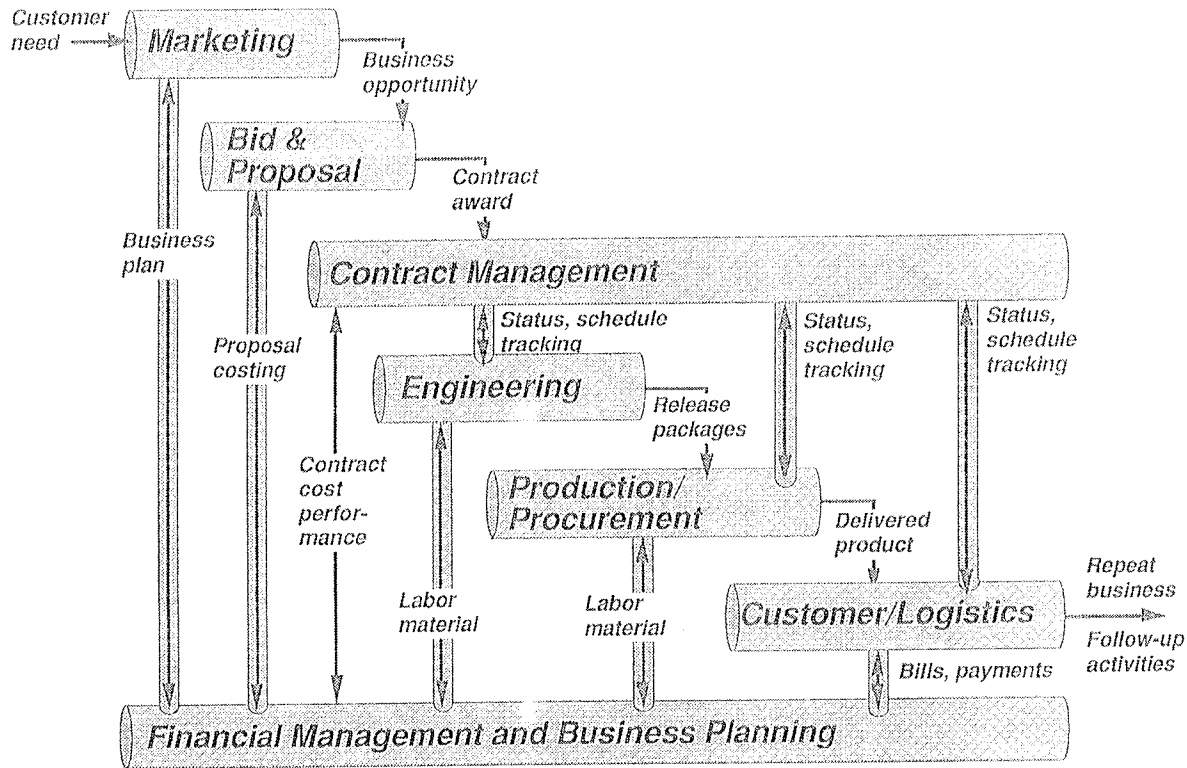 Customer
need
Marketing
Business
opportunity
Bid &
Proposal
Contract
award
Business
plan
Contract Management
Proposal
costing
Status, schedule
tracking
Status,
schedule
tracking
Status,
schedule
tracking
Engineering
Release
packages
Contract
cost
perfor-
mance
Production/
Procurement
Delivered
product
Labor
material
Labor
material
Customer/Logistics
Repeat
business
Follow-up
activities
Bills, payments
Financial Management and Business Planning